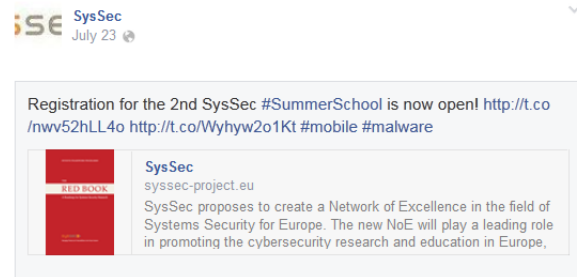 SSE
SysSec
July 23
Registration for the 2nd SysSec #SummerSchool is now open! http://t.co
/nwv52hLL4o http://t.co/Wyhyw2o1Kt #mobile #malware
RED BOOK
SysSec
syssec-project.eu
SysSec proposes to create a Network of Excellence in the field of
Systems Security for Europe. The new NoE will play a leading role
in promoting the cybersecurity research and education in Europe,